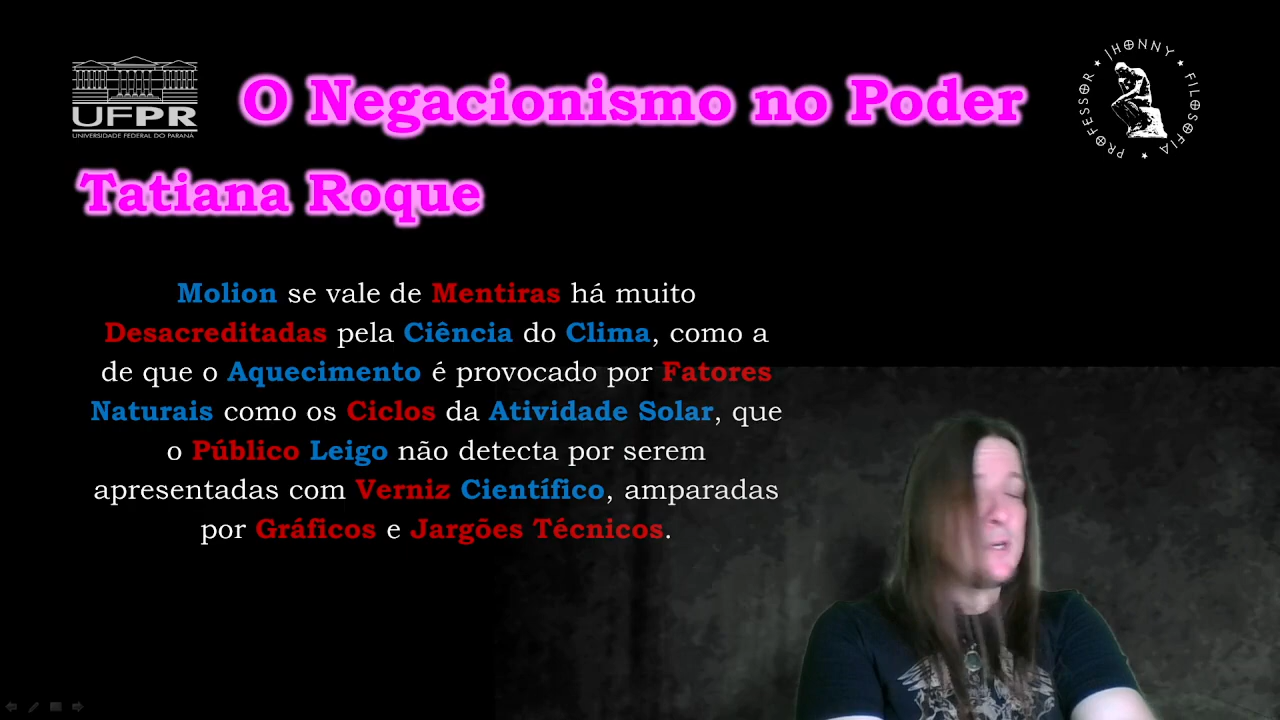 UFPR
UNIVERSIDADE FEDERAL DO PARANÁ
O Negacionismo no Poder
PROFESSOR ★ JHONNY ★ FILOSOFIA ★
Tatiana Roque
Molion se vale de Mentiras há muito
Desacreditadas pela Ciência do Clima, como a
de que o Aquecimento é provocado por Fatores
Naturais como os Ciclos da Atividade Solar, que
o Público Leigo não detecta por serem
apresentadas com Verniz Científico, amparadas
por Gráficos e Jargões Técnicos.